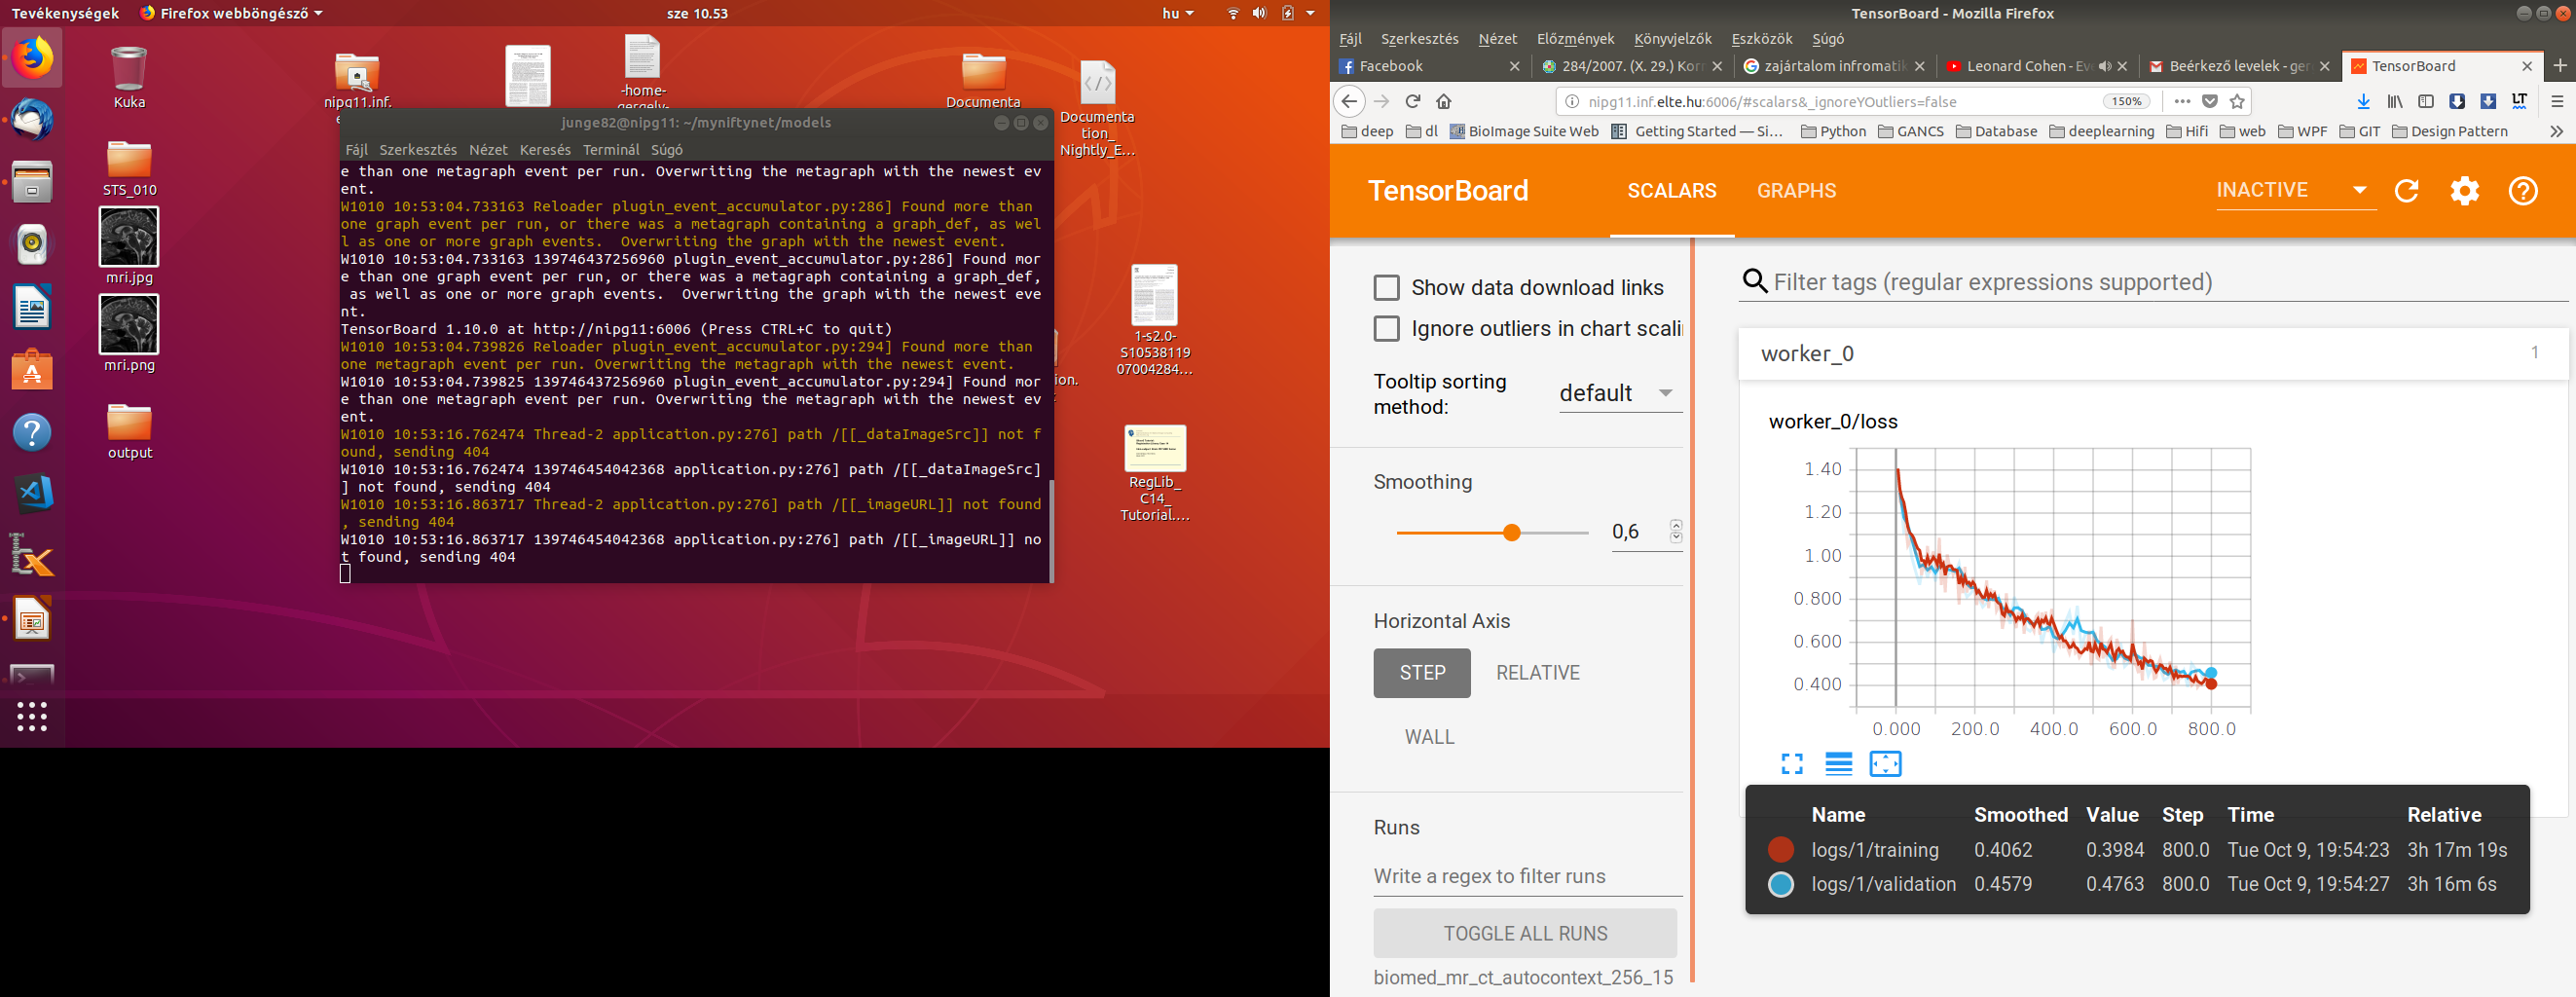 Tevékenységek
Firefox webböngésző
sze 10.53
hu
Kuka
nipg11.inf.
-home-
gergely-
Documenta
Documenta
tion_
Nightly_E...
STS_010
mri.jpg
mri.png
output
1-s2.0-
S10538119
07004284...
ion.
RegLib_
C14_
Tutorial....
junge82@nipg11: ~/myniftynet/models
Fájl Szerkesztés Nézet Keresés Terminál Súgó
e than one metagraph event per run. Overwriting the metagraph with the newest ev
ent.
W1010 10:53:04.733163 Reloader plugin_event_accumulator.py:286] Found more than
one graph event per run, or there was a metagraph containing a graph_def, as wel
l as one or more graph events.  Overwriting the graph with the newest event.
W1010 10:53:04.733163 139746437256960 plugin_event_accumulator.py:286] Found mor
e than one graph event per run, or there was a metagraph containing a graph_def,
 as well as one or more graph events.  Overwriting the graph with the newest eve
nt.
TensorBoard 1.10.0 at http://nipg11:6006 (Press CTRL+C to quit)
W1010 10:53:04.739826 Reloader plugin_event_accumulator.py:294] Found more than
one metagraph event per run. Overwriting the metagraph with the newest event.
W1010 10:53:04.739825 139746437256960 plugin_event_accumulator.py:294] Found mor
e than one metagraph event per run. Overwriting the metagraph with the newest ev
ent.
W1010 10:53:16.762474 Thread-2 application.py:276] path /[[_dataImageSrc]] not f
ound, sending 404
W1010 10:53:16.762474 139746454042368 application.py:276] path /[[_dataImageSrc]
] not found, sending 404
W1010 10:53:16.863717 Thread-2 application.py:276] path /[[_imageURL]] not found
, sending 404
W1010 10:53:16.863717 139746454042368 application.py:276] path /[[_imageURL]] no
t found, sending 404
TensorBoard - Mozilla Firefox
Fájl Szerkesztés Nézet Előzmények Könyvjelzők Eszközök Súgó
Facebook
284/2007. (X. 29.) Korr
zajártalom infromatik
Leonard Cohen - Eve
Beérkező levelek - ger
TensorBoard
nipg11.inf.elte.hu:6006/#scalars&_ignoreYOutliers=false
150%
deep dl BioImage Suite Web Getting Started — Si... Python GANCS Database deeplearning Hifi web WPF GIT Design Pattern
TensorBoard
SCALARS
GRAPHS
INACTIVE
Show data download links
Ignore outliers in chart scali
Tooltip sorting
method:
default
Smoothing
0,6
Horizontal Axis
STEP
RELATIVE
WALL
Runs
Write a regex to filter runs
TOGGLE ALL RUNS
biomed_mr_ct_autocontext_256_15
Filter tags (regular expressions supported)
worker_0
1
worker_0/loss
1.40
1.20
1.00
0.800
0.600
0.400
0.000 200.0 400.0 600.0 800.0
Name Smoothed Value Step Time Relative
logs/1/training 0.4062 0.3984 800.0 Tue Oct 9, 19:54:23 3h 17m 19s
logs/1/validation 0.4579 0.4763 800.0 Tue Oct 9, 19:54:27 3h 16m 6s